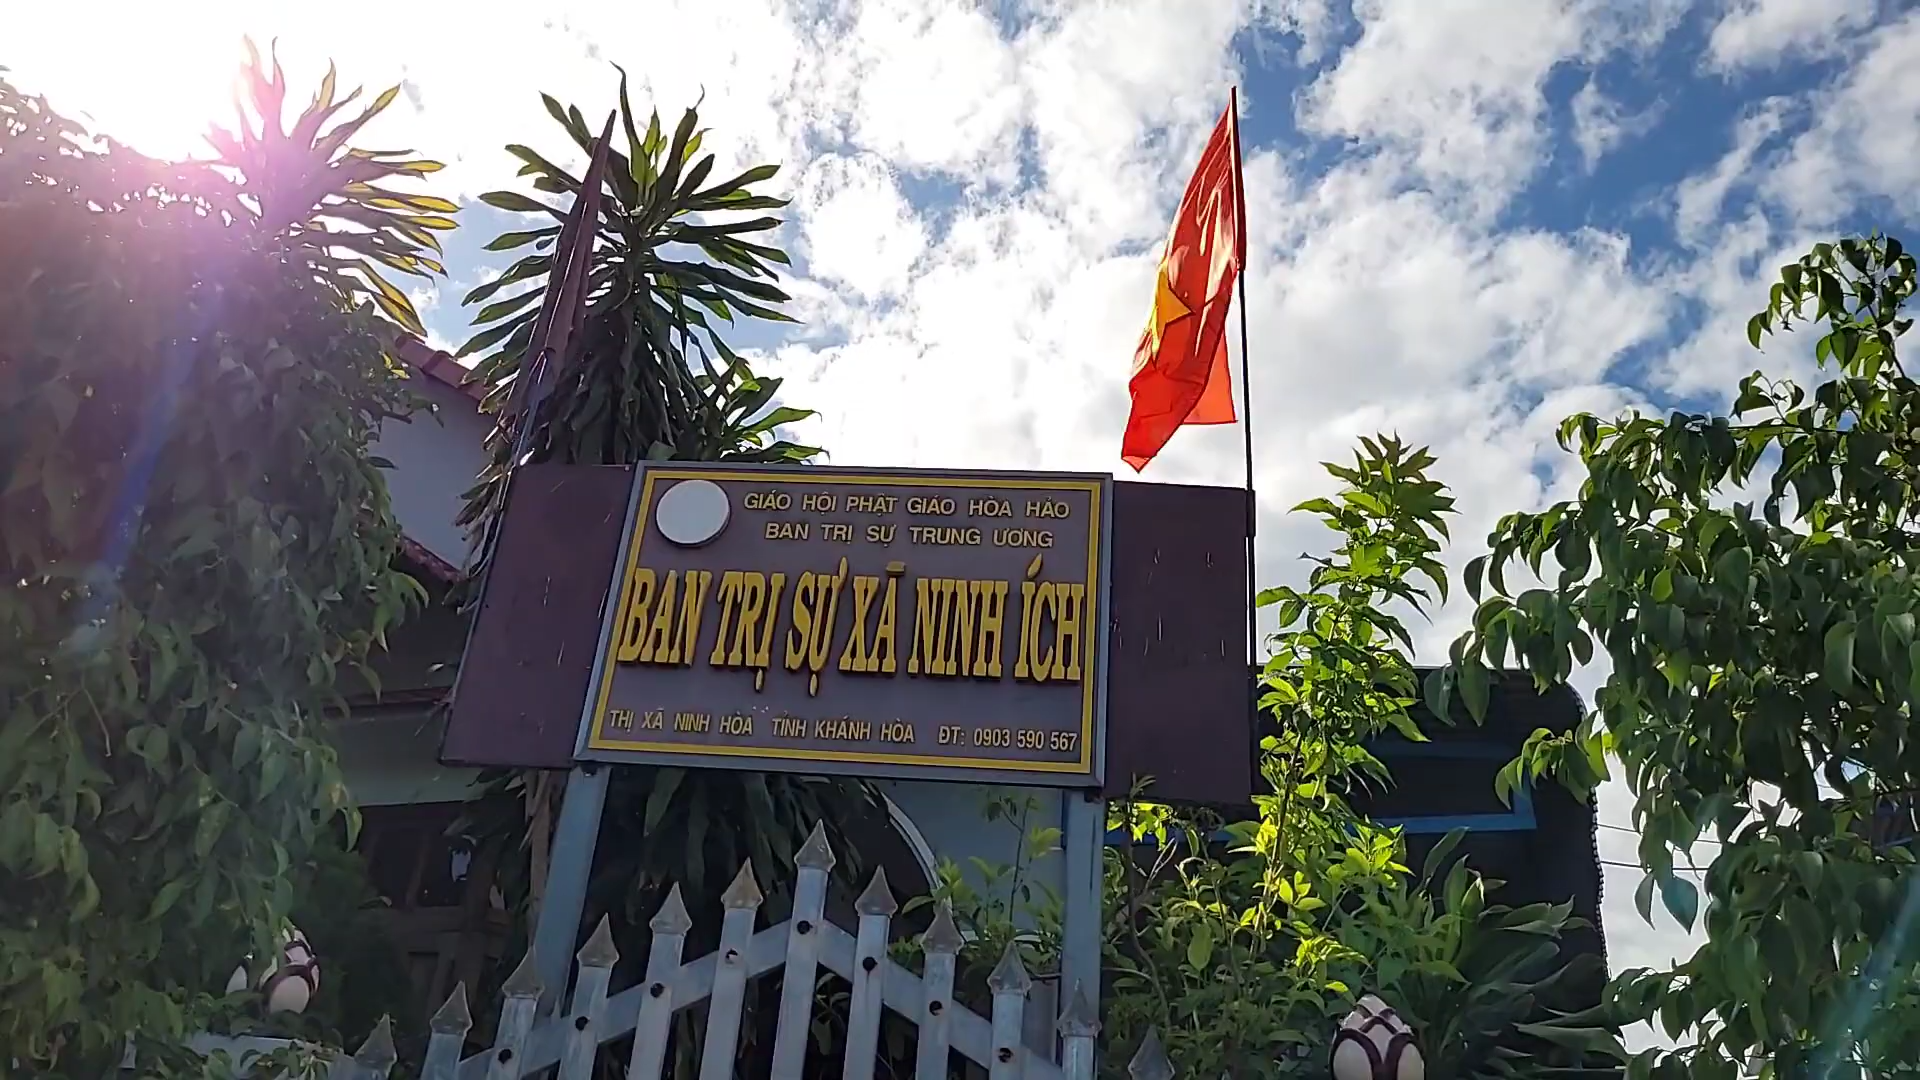 GIÁO HỘI PHẬT GIÁO HÒA HẢO
BAN TRỊ SỰ TRUNG ƯƠNG
BAN TRỊ SỰ XÃ NINH ÍCH
THỊ XÃ NINH HÒA TỈNH KHÁNH HÒA ĐT: 0903 590 567